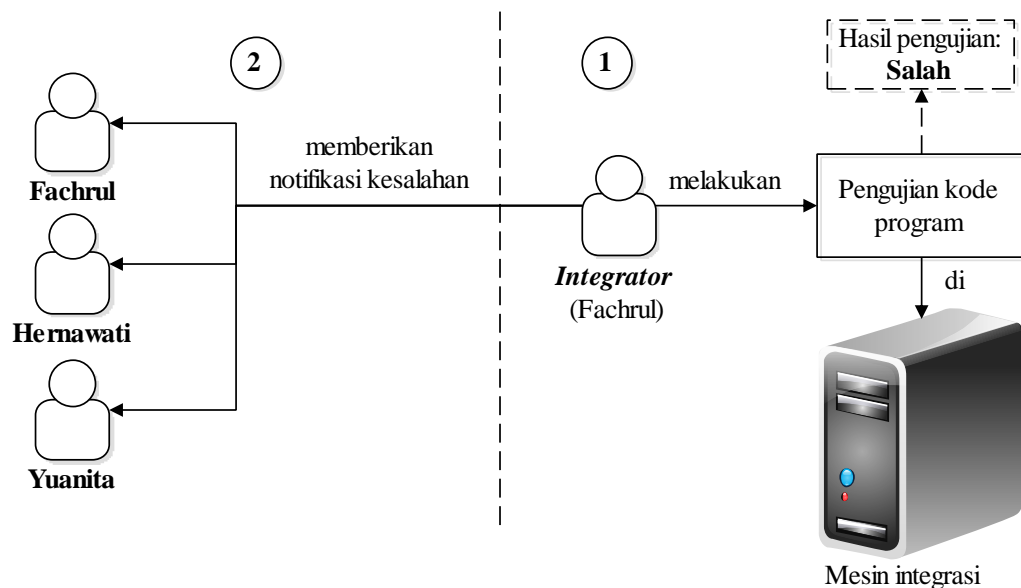 2
1
Hasil pengujian:
Salah
Fachrul
memberikan
notifikasi kesalahan
Integrator
(Fachrul)
melakukan
Pengujian kode
program
di
Hernawati
Yuanita
Mesin integrasi